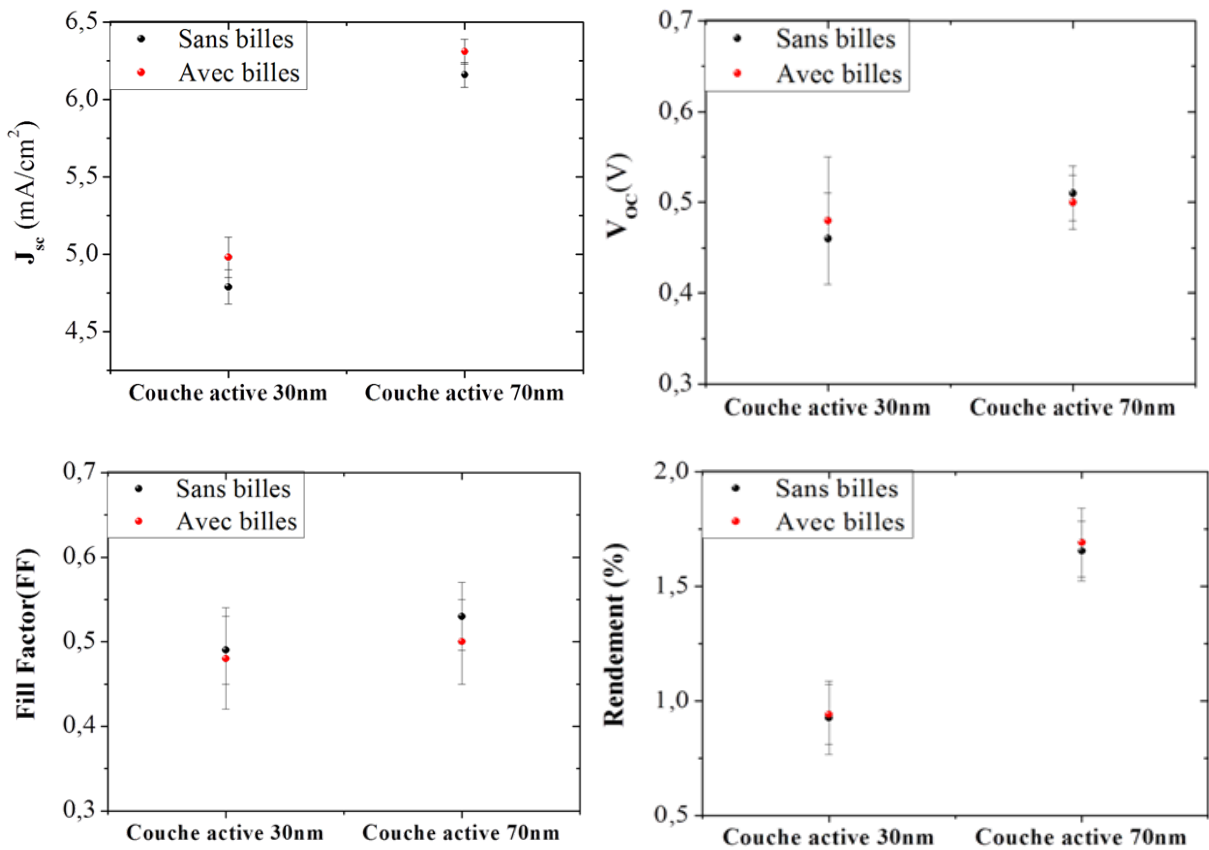 6,5
6,0
5,5
5,0
4,5
J_sc (mA/cm²)
Sans billes
Avec billes
Couche active 30nm
Couche active 70nm
0,7
0,6
0,5
0,4
0,3
V_OC(V)
Sans billes
Avec billes
Couche active 30nm
Couche active 70nm
0,7
0,6
0,5
0,4
0,3
Fill Factor(FF)
Sans billes
Avec billes
Couche active 30nm
Couche active 70nm
2,0
1,5
1,0
0,5
Rendement (%)
Sans billes
Avec billes
Couche active 30nm
Couche active 70nm